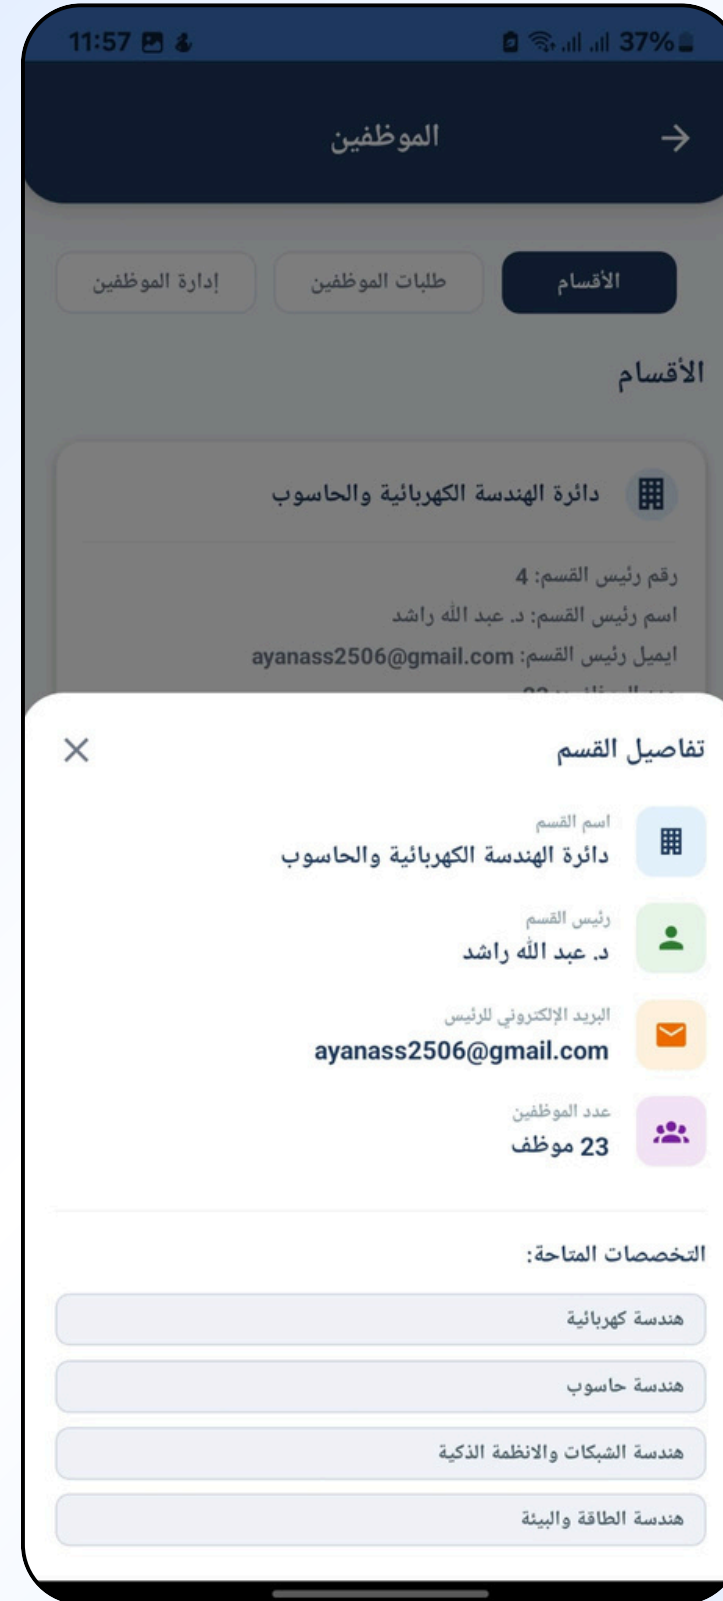 11:57
37%
الموظفين
الأقسام
طلبات الموظفين
إدارة الموظفين
الأقسام
دائرة الهندسة الكهربائية والحاسوب
رقم رئيس القسم: 4
اسم رئيس القسم: د. عبد الله راشد
ايميل رئيس القسم: ayanass2506@gmail.com
تفاصيل القسم
اسم القسم
دائرة الهندسة الكهربائية والحاسوب
رئيس القسم
د. عبد الله راشد
البريد الإلكتروني للرئيس
ayanass2506@gmail.com
عدد الموظفين
23 موظف
التخصصات المتاحة:
هندسة كهربائية
هندسة حاسوب
هندسة الشبكات والانظمة الذكية
هندسة الطاقة والبيئة